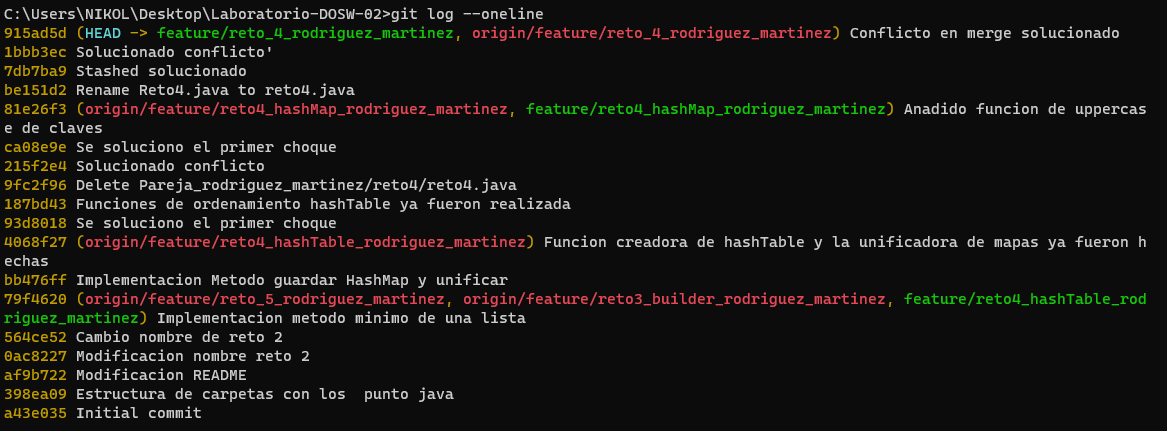 C:\Users\NIKOL\Desktop\Laboratorio-DOSW-02>git log --oneline
915ad5d (HEAD -> feature/reto_4_rodriguez_martinez, origin/feature/reto_4_rodriguez_martinez) Conflicto en merge solucionado
1bbb3ec Solucionado conflicto'
7db7ba9 Stashed solucionado
be151d2 Rename Reto4.java to reto4.java
81e26f3 (origin/feature/reto4_hashMap_rodriguez_martinez, feature/reto4_hashMap_rodriguez_martinez) Anadido funcion de uppercas
e de claves
ca08e9e Se soluciono el primer choque
215f2e4 Solucionado conflicto
9fc2f96 Delete Pareja_rodriguez_martinez/reto4/reto4.java
187bd43 Funciones de ordenamiento hashTable ya fueron realizada
93d8018 Se soluciono el primer choque
4068f27 (origin/feature/reto4_hashTable_rodriguez_martinez) Funcion creadora de hashTable y la unificadora de mapas ya fueron h
echas
bb476ff Implementacion Metodo guardar HashMap y unificar
79f4620 (origin/feature/reto_5_rodriguez_martinez, origin/feature/reto3_builder_rodriguez_martinez, feature/reto4_hashTable_rod
riguez_martinez) Implementacion metodo minimo de una lista
564ce52 Cambio nombre de reto 2
0ac8227 Modificacion nombre reto 2
af9b722 Modificacion README
398ea09 Estructura de carpetas con los  punto java
a43e035 Initial commit